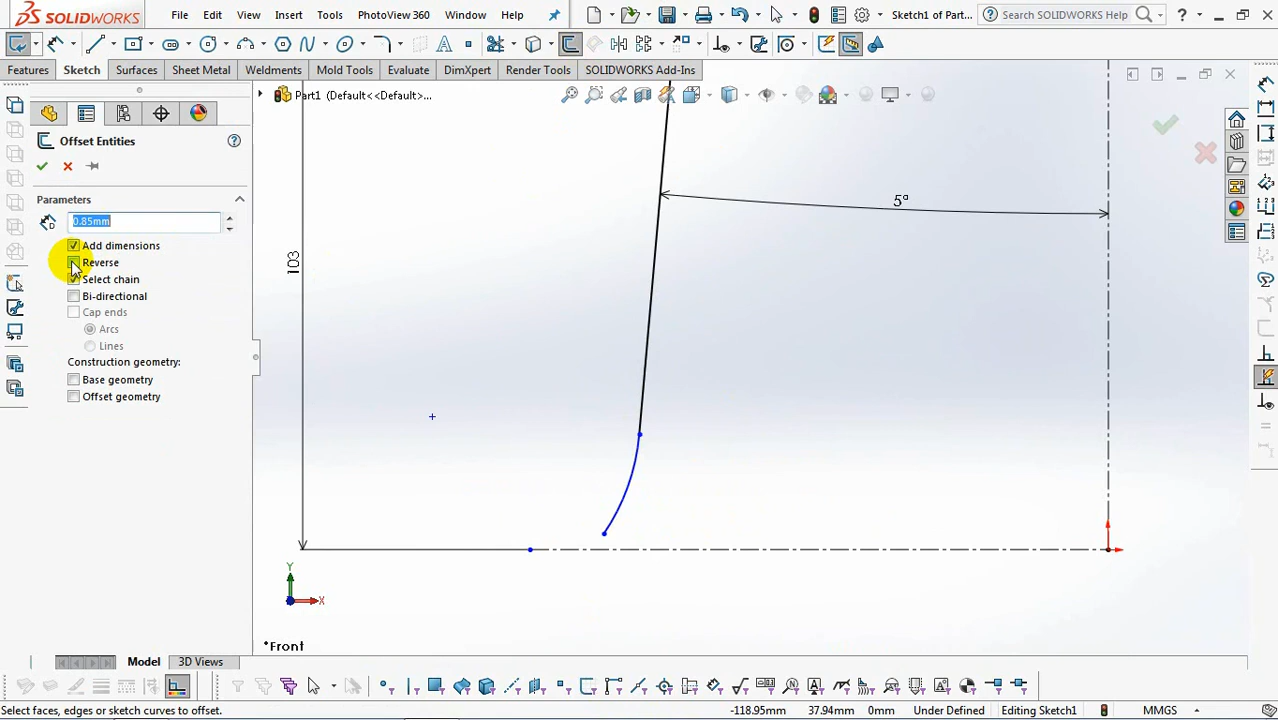 SOLIDWORKS File Edit View Insert Tools PhotoView 360 Window Help Sketch1 of Par... Search SOLIDWORKS Help ?
Features Sketch Surfaces Sheet Metal Weldments Mold Tools Evaluate DimXpert Render Tools SOLIDWORKS Add-Ins
Part1 (Default<<Default>...
Offset Entities
Parameters
0.85mm
Add dimensions
Reverse
Select chain
Bi-directional
Cap ends
Arcs
Lines
Construction geometry:
Base geometry
Offset geometry
5°
103
Y
X
*Front
Model 3D Views
Select faces, edges or sketch curves to offset. -118.95mm 37.94mm 0mm Under Defined Editing Sketch1 MMGS